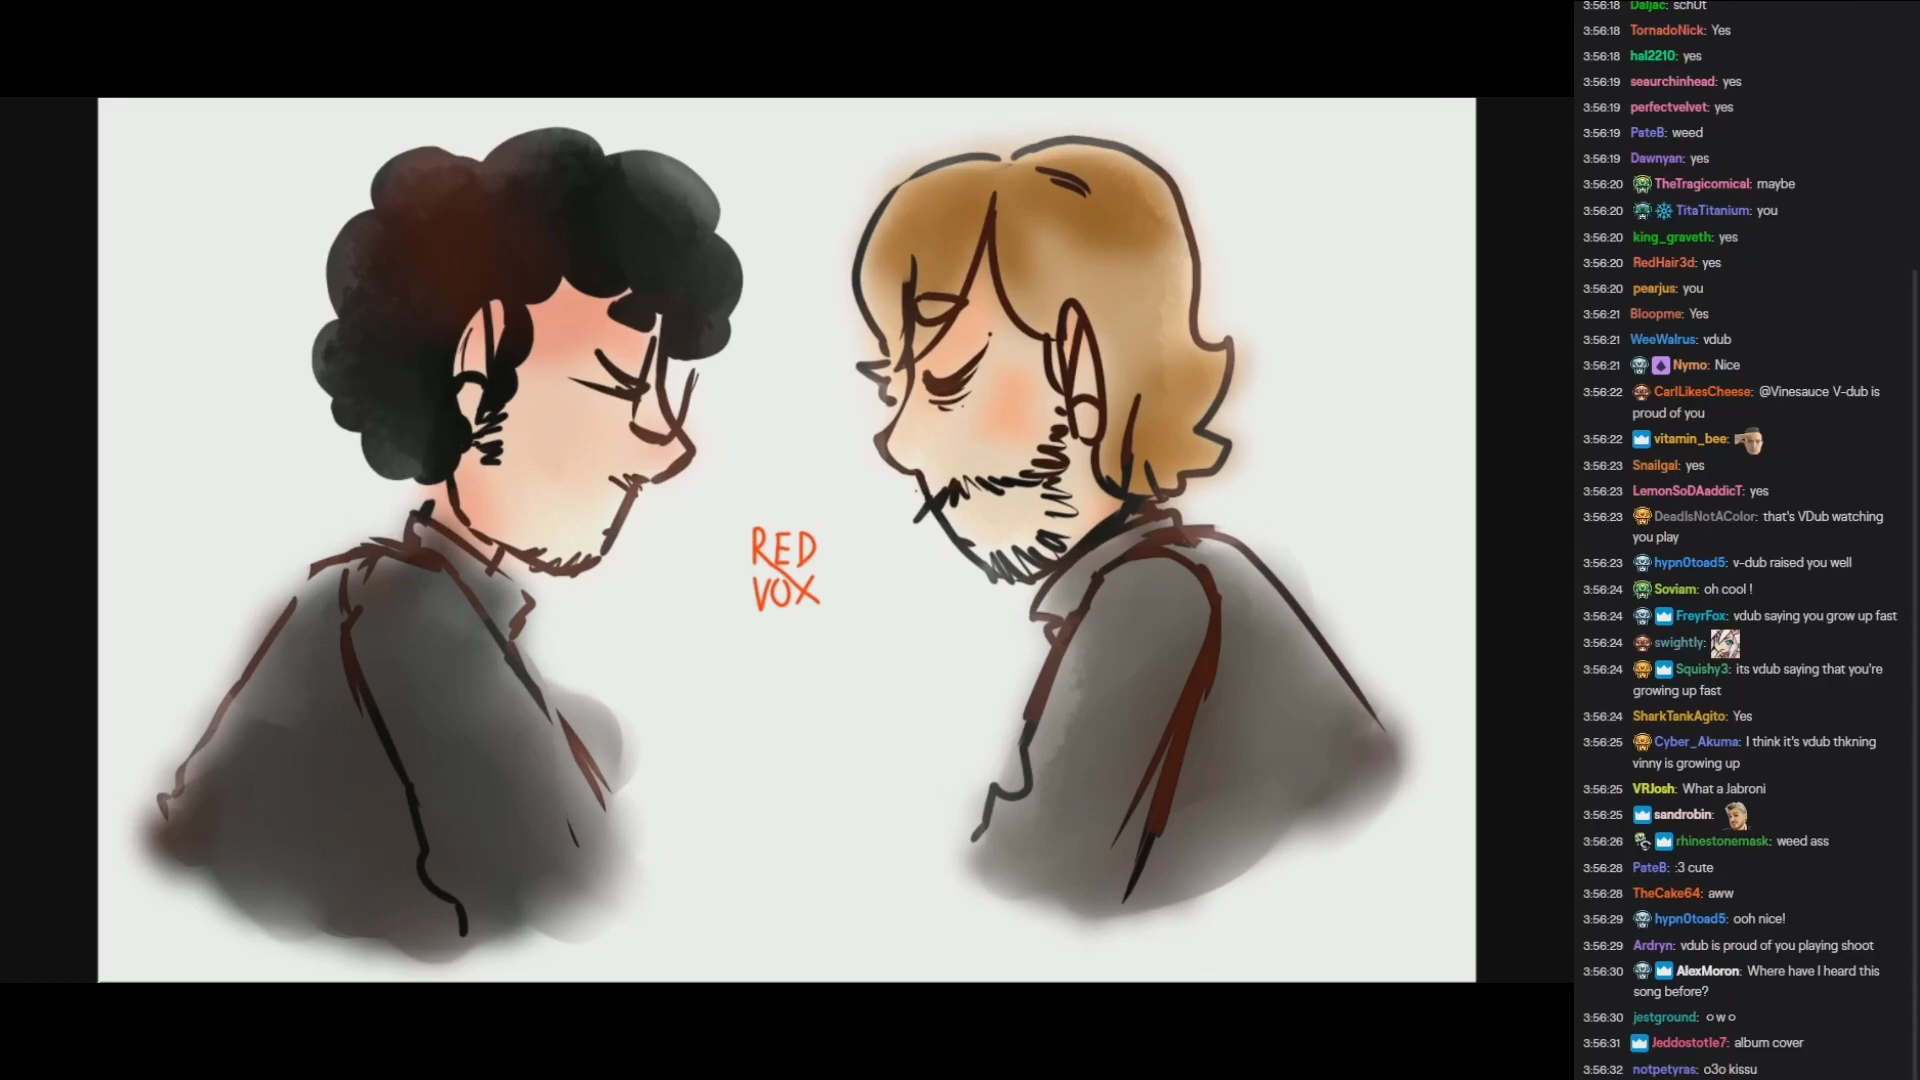 RED
VOX
3:56:18 Daljac: schUt
3:56:18 TornadoNick: Yes
3:56:18 hal2210: yes
3:56:19 seaurchinhead: yes
3:56:19 perfectvelvet: yes
3:56:19 PateB: weed
3:56:19 Dawnyan: yes
3:56:20 TheTragicomical: maybe
3:56:20 TitaTitanium: you
3:56:20 king_graveth: yes
3:56:20 RedHair3d: yes
3:56:20 pearjus: you
3:56:21 Bloopme: Yes
3:56:21 WeeWalrus: vdub
3:56:21 Nymo: Nice
3:56:22 CarlLikesCheese: @Vinesauce V-dub is
proud of you
3:56:22 vitamin_bee:
3:56:23 Snailgal: yes
3:56:23 LemonSoDAaddicT: yes
3:56:23 DeadIsNotAColor: that's VDub watching
you play
3:56:23 hypn0toad5: v-dub raised you well
3:56:24 Soviam: oh cool !
3:56:24 FreyrFox: vdub saying you grow up fast
3:56:24 swightly:
3:56:24 Squishy3: its vdub saying that you're
growing up fast
3:56:24 SharkTankAgito: Yes
3:56:25 Cyber_Akuma: I think it's vdub thkning
vinny is growing up
3:56:25 VRJosh: What a Jabroni
3:56:25 sandrobin:
3:56:26 rhinestonemask: weed ass
3:56:28 PateB: :3 cute
3:56:28 TheCake64: aww
3:56:29 hypn0toad5: ooh nice!
3:56:29 Ardryn: vdub is proud of you playing shoot
3:56:30 AlexMoron: Where have I heard this
song before?
3:56:30 jestground: o w o
3:56:31 Jeddostotle7: album cover
3:56:32 notpetyras: o3o kissu